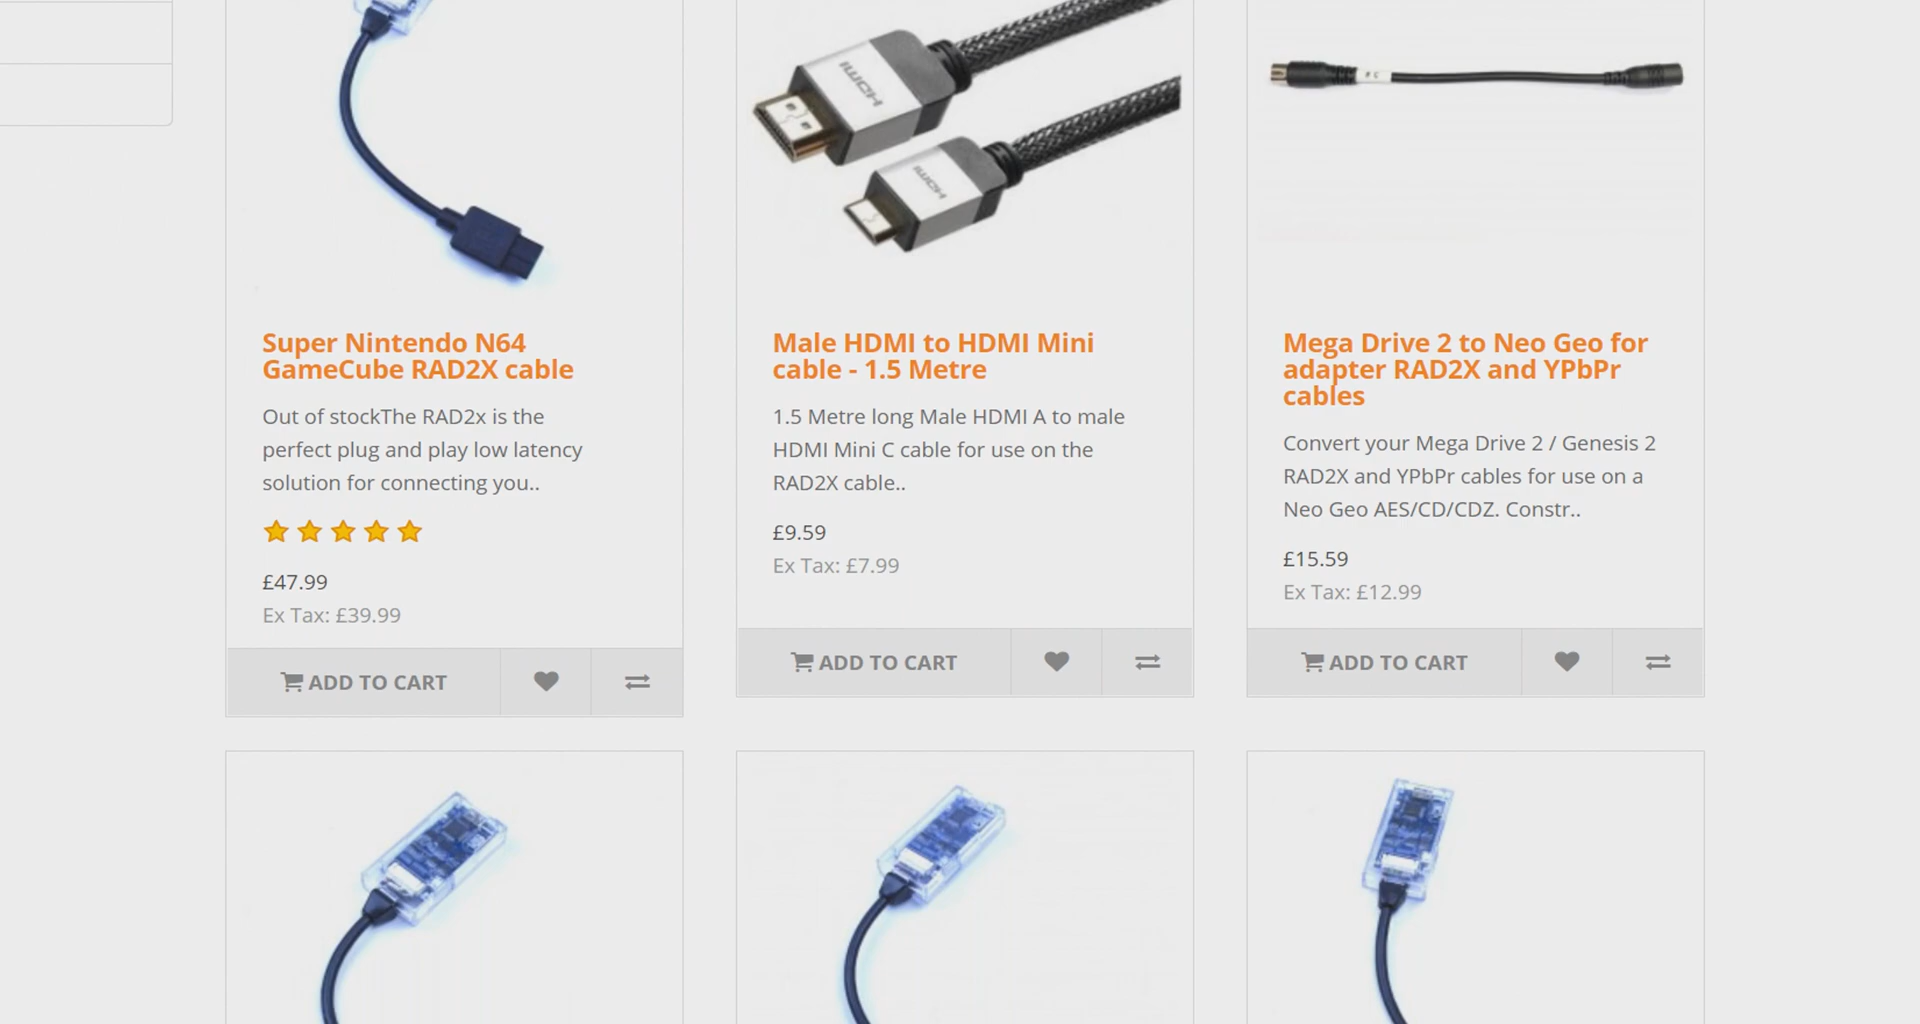 HDMI
HDMI
Super Nintendo N64
GameCube RAD2X cable
Out of stockThe RAD2x is the
perfect plug and play low latency
solution for connecting you..
£47.99
Ex Tax: £39.99
ADD TO CART
Male HDMI to HDMI Mini
cable - 1.5 Metre
1.5 Metre long Male HDMI A to male
HDMI Mini C cable for use on the
RAD2X cable..
£9.59
Ex Tax: £7.99
ADD TO CART
Mega Drive 2 to Neo Geo for
adapter RAD2X and YPbPr
cables
Convert your Mega Drive 2 / Genesis 2
RAD2X and YPbPr cables for use on a
Neo Geo AES/CD/CDZ. Constr..
£15.59
Ex Tax: £12.99
ADD TO CART